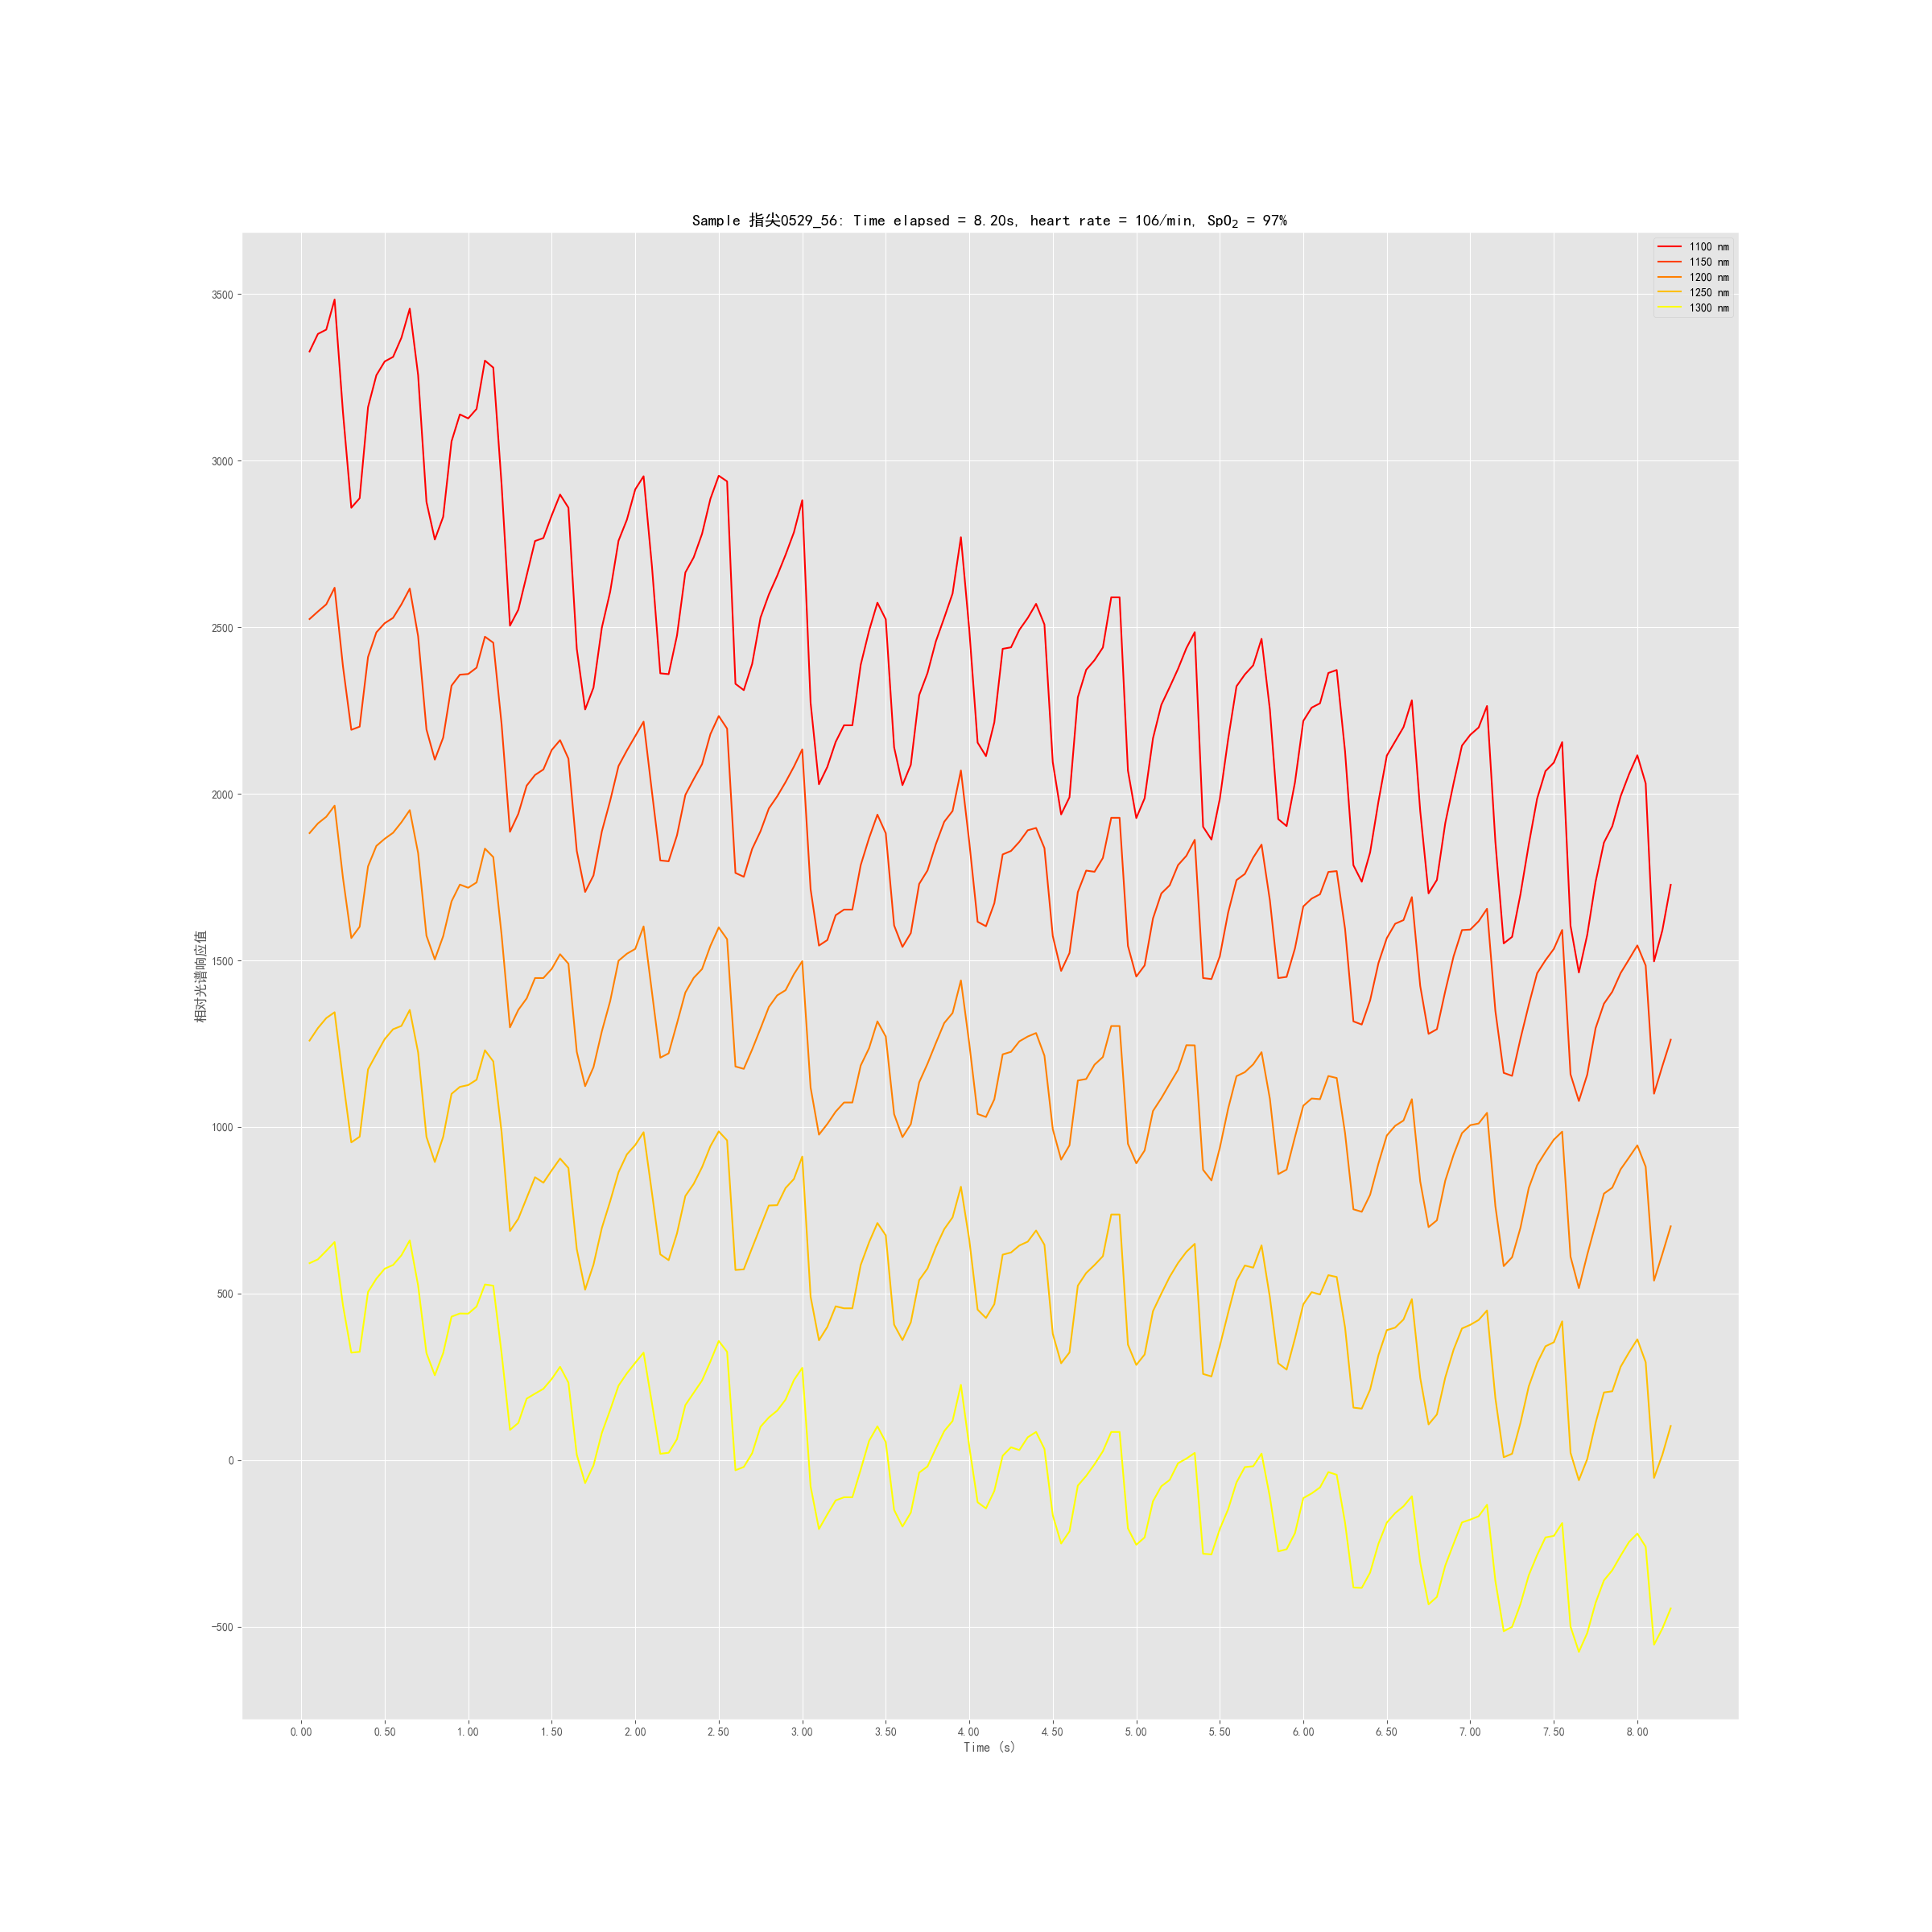 Sample 指尖0529_56: Time elapsed = 8.20s, heart rate = 106/min, SpO₂ = 97%
1100 nm
1150 nm
1200 nm
1250 nm
1300 nm
3500
3000
2500
2000
1500
1000
500
0
−500
相对光谱响应值
0.00 0.50 1.00 1.50 2.00 2.50 3.00 3.50 4.00 4.50 5.00 5.50 6.00 6.50 7.00 7.50 8.00
Time (s)